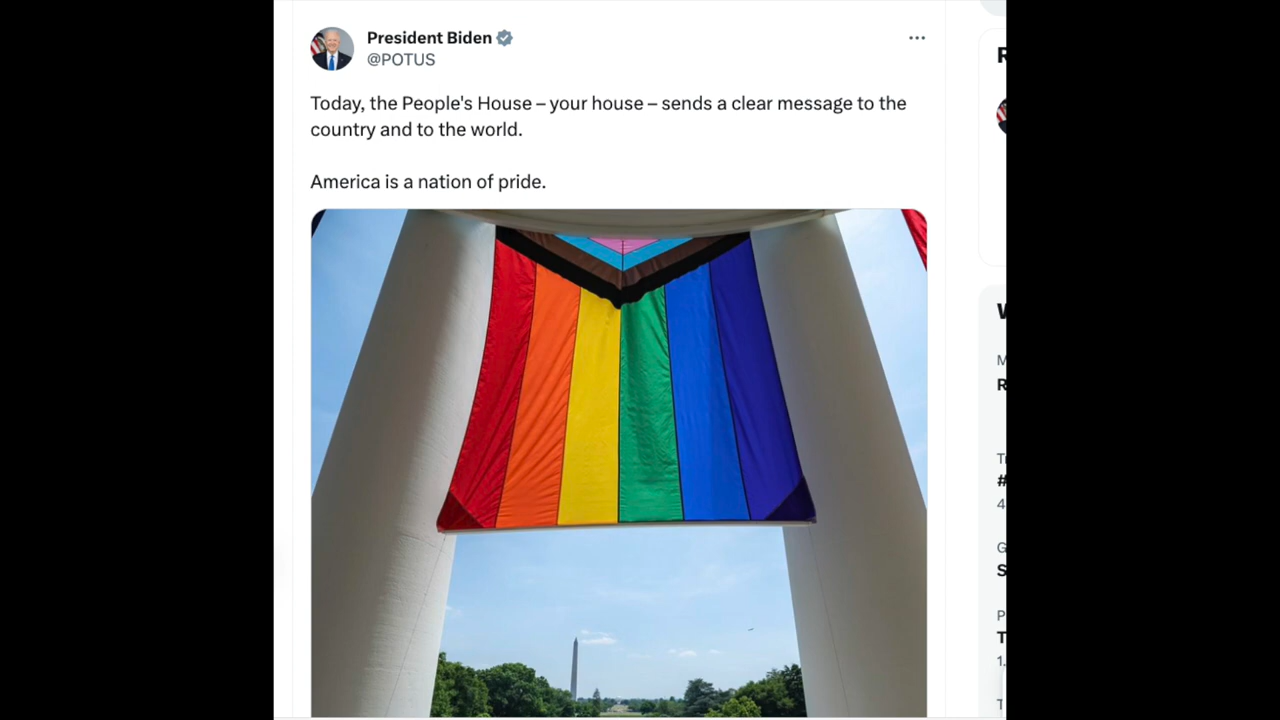 President Biden
@POTUS
Today, the People's House – your house – sends a clear message to the
country and to the world.
America is a nation of pride.